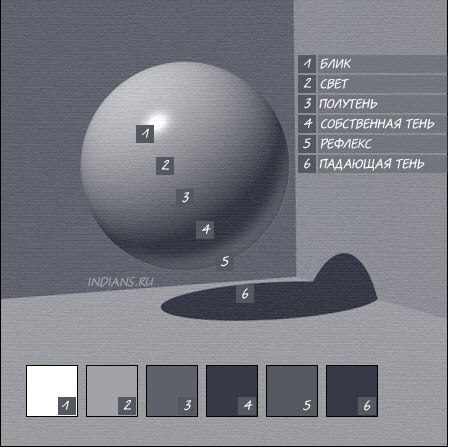 1 БЛИК
2 СВЕТ
3 ПОЛУТЕНЬ
4 СОБСТВЕННАЯ ТЕНЬ
5 РЕФЛЕКС
6 ПАДАЮЩАЯ ТЕНЬ
1
2
3
4
5
INDIANS.RU
6
1 2 3 4 5 6